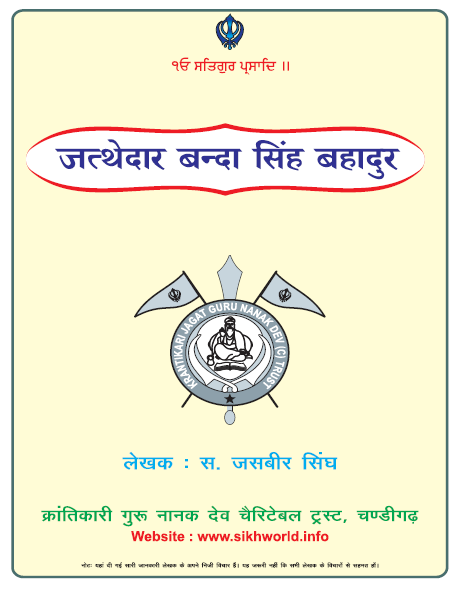 ੧ਓ ਸਤਿਗੁਰ ਪ੍ਰਸਾਦਿ ॥
जत्थेदार बन्दा सिंह बहादुर
KRANTIKARI JAGAT GURU NANAK DEV (C) TRUST
लेखक : स. जसबीर सिंघ
क्रांतिकारी गुरू नानक देव चैरिटेबल ट्रस्ट, चण्डीगढ़
Website : www.sikhworld.info
नोट: यहां दी गई सारी जानकारी लेखक के अपने निजी विचार हैं। यह जरूरी नहीं कि सभी लेखक के विचारों से सहमत हों।